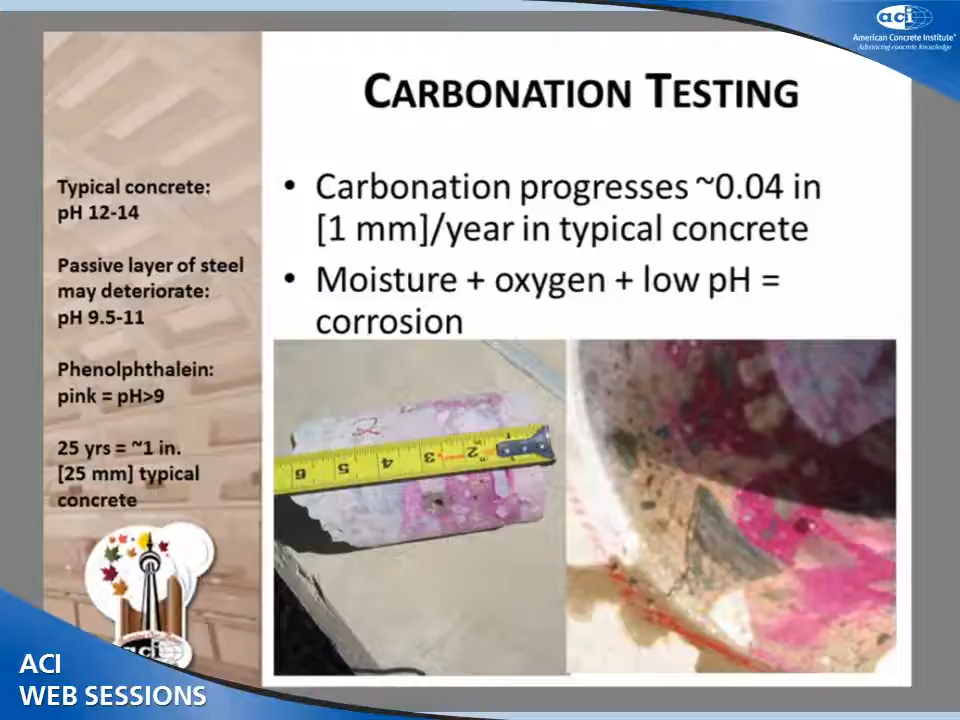 aci
American Concrete Institute®
Advancing concrete knowledge
CARBONATION TESTING
Typical concrete:
pH 12-14
Passive layer of steel
may deteriorate:
pH 9.5-11
Phenolphthalein:
pink = pH>9
25 yrs = ~1 in.
[25 mm] typical
concrete
• Carbonation progresses ~0.04 in
[1 mm]/year in typical concrete
• Moisture + oxygen + low pH =
corrosion
2
6 5 4 3 2
aci
ACI
WEB SESSIONS